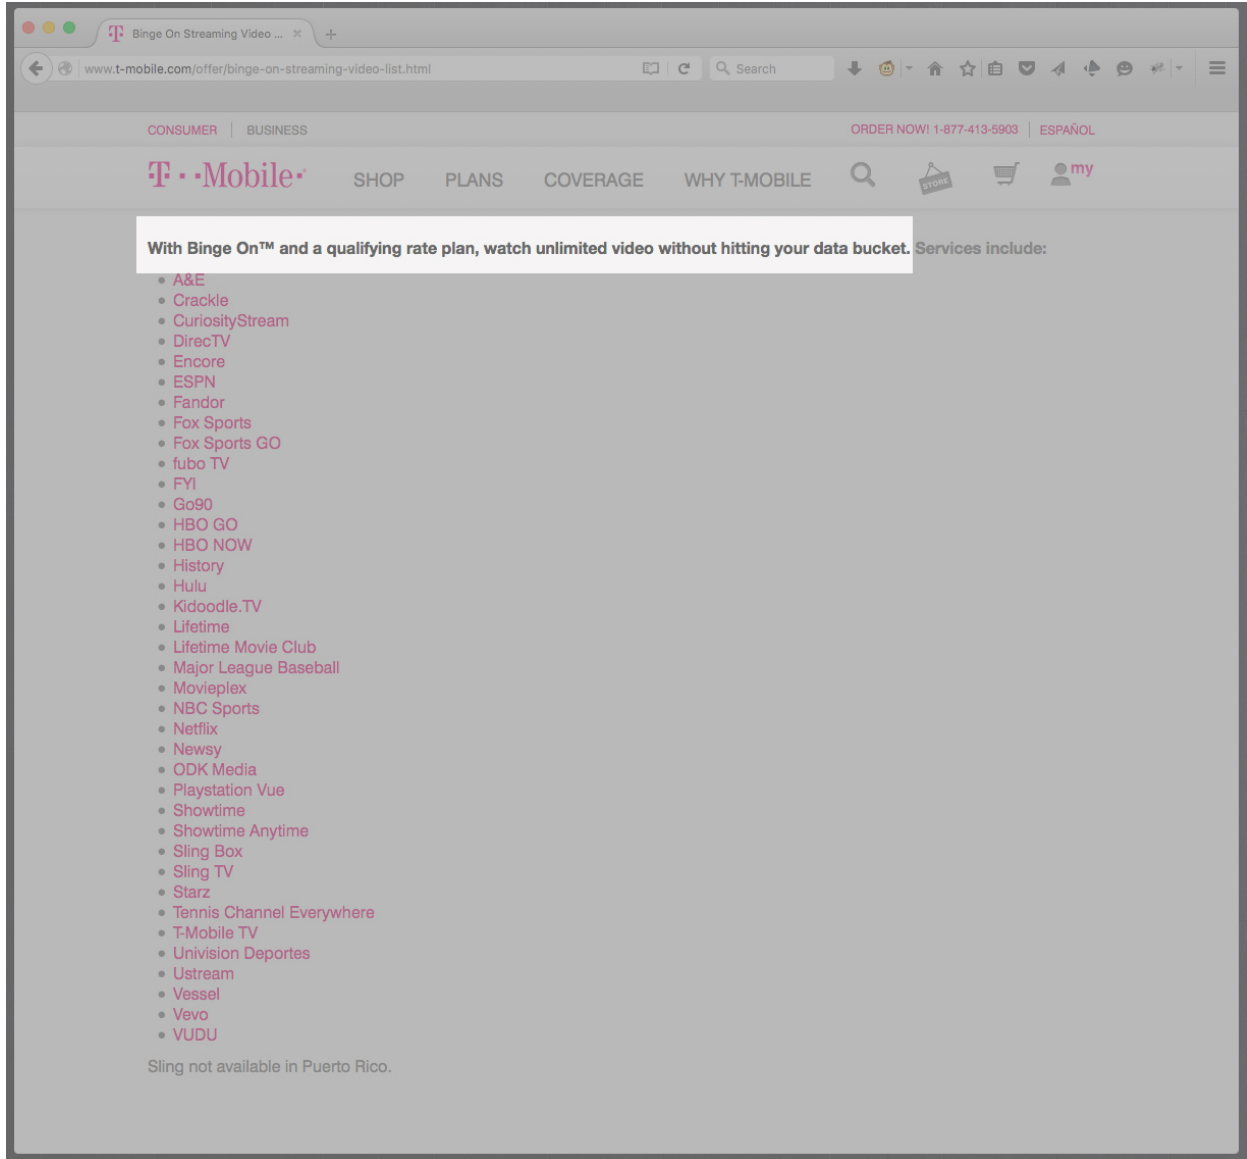 Binge On Streaming Video ...
www.t-mobile.com/offer/binge-on-streaming-video-list.html
Search
CONSUMER
BUSINESS
ORDER NOW! 1-877-413-5903
ESPAÑOL
T··Mobile·
SHOP
PLANS
COVERAGE
WHY T-MOBILE
STORE
my
With Binge On™ and a qualifying rate plan, watch unlimited video without hitting your data bucket. Services include:
A&E
Crackle
CuriosityStream
DirecTV
Encore
ESPN
Fandor
Fox Sports
Fox Sports GO
fubo TV
FYI
Go90
HBO GO
HBO NOW
History
Hulu
Kidoodle.TV
Lifetime
Lifetime Movie Club
Major League Baseball
Movieplex
NBC Sports
Netflix
Newsy
ODK Media
Playstation Vue
Showtime
Showtime Anytime
Sling Box
Sling TV
Starz
Tennis Channel Everywhere
T-Mobile TV
Univision Deportes
Ustream
Vessel
Vevo
VUDU
Sling not available in Puerto Rico.